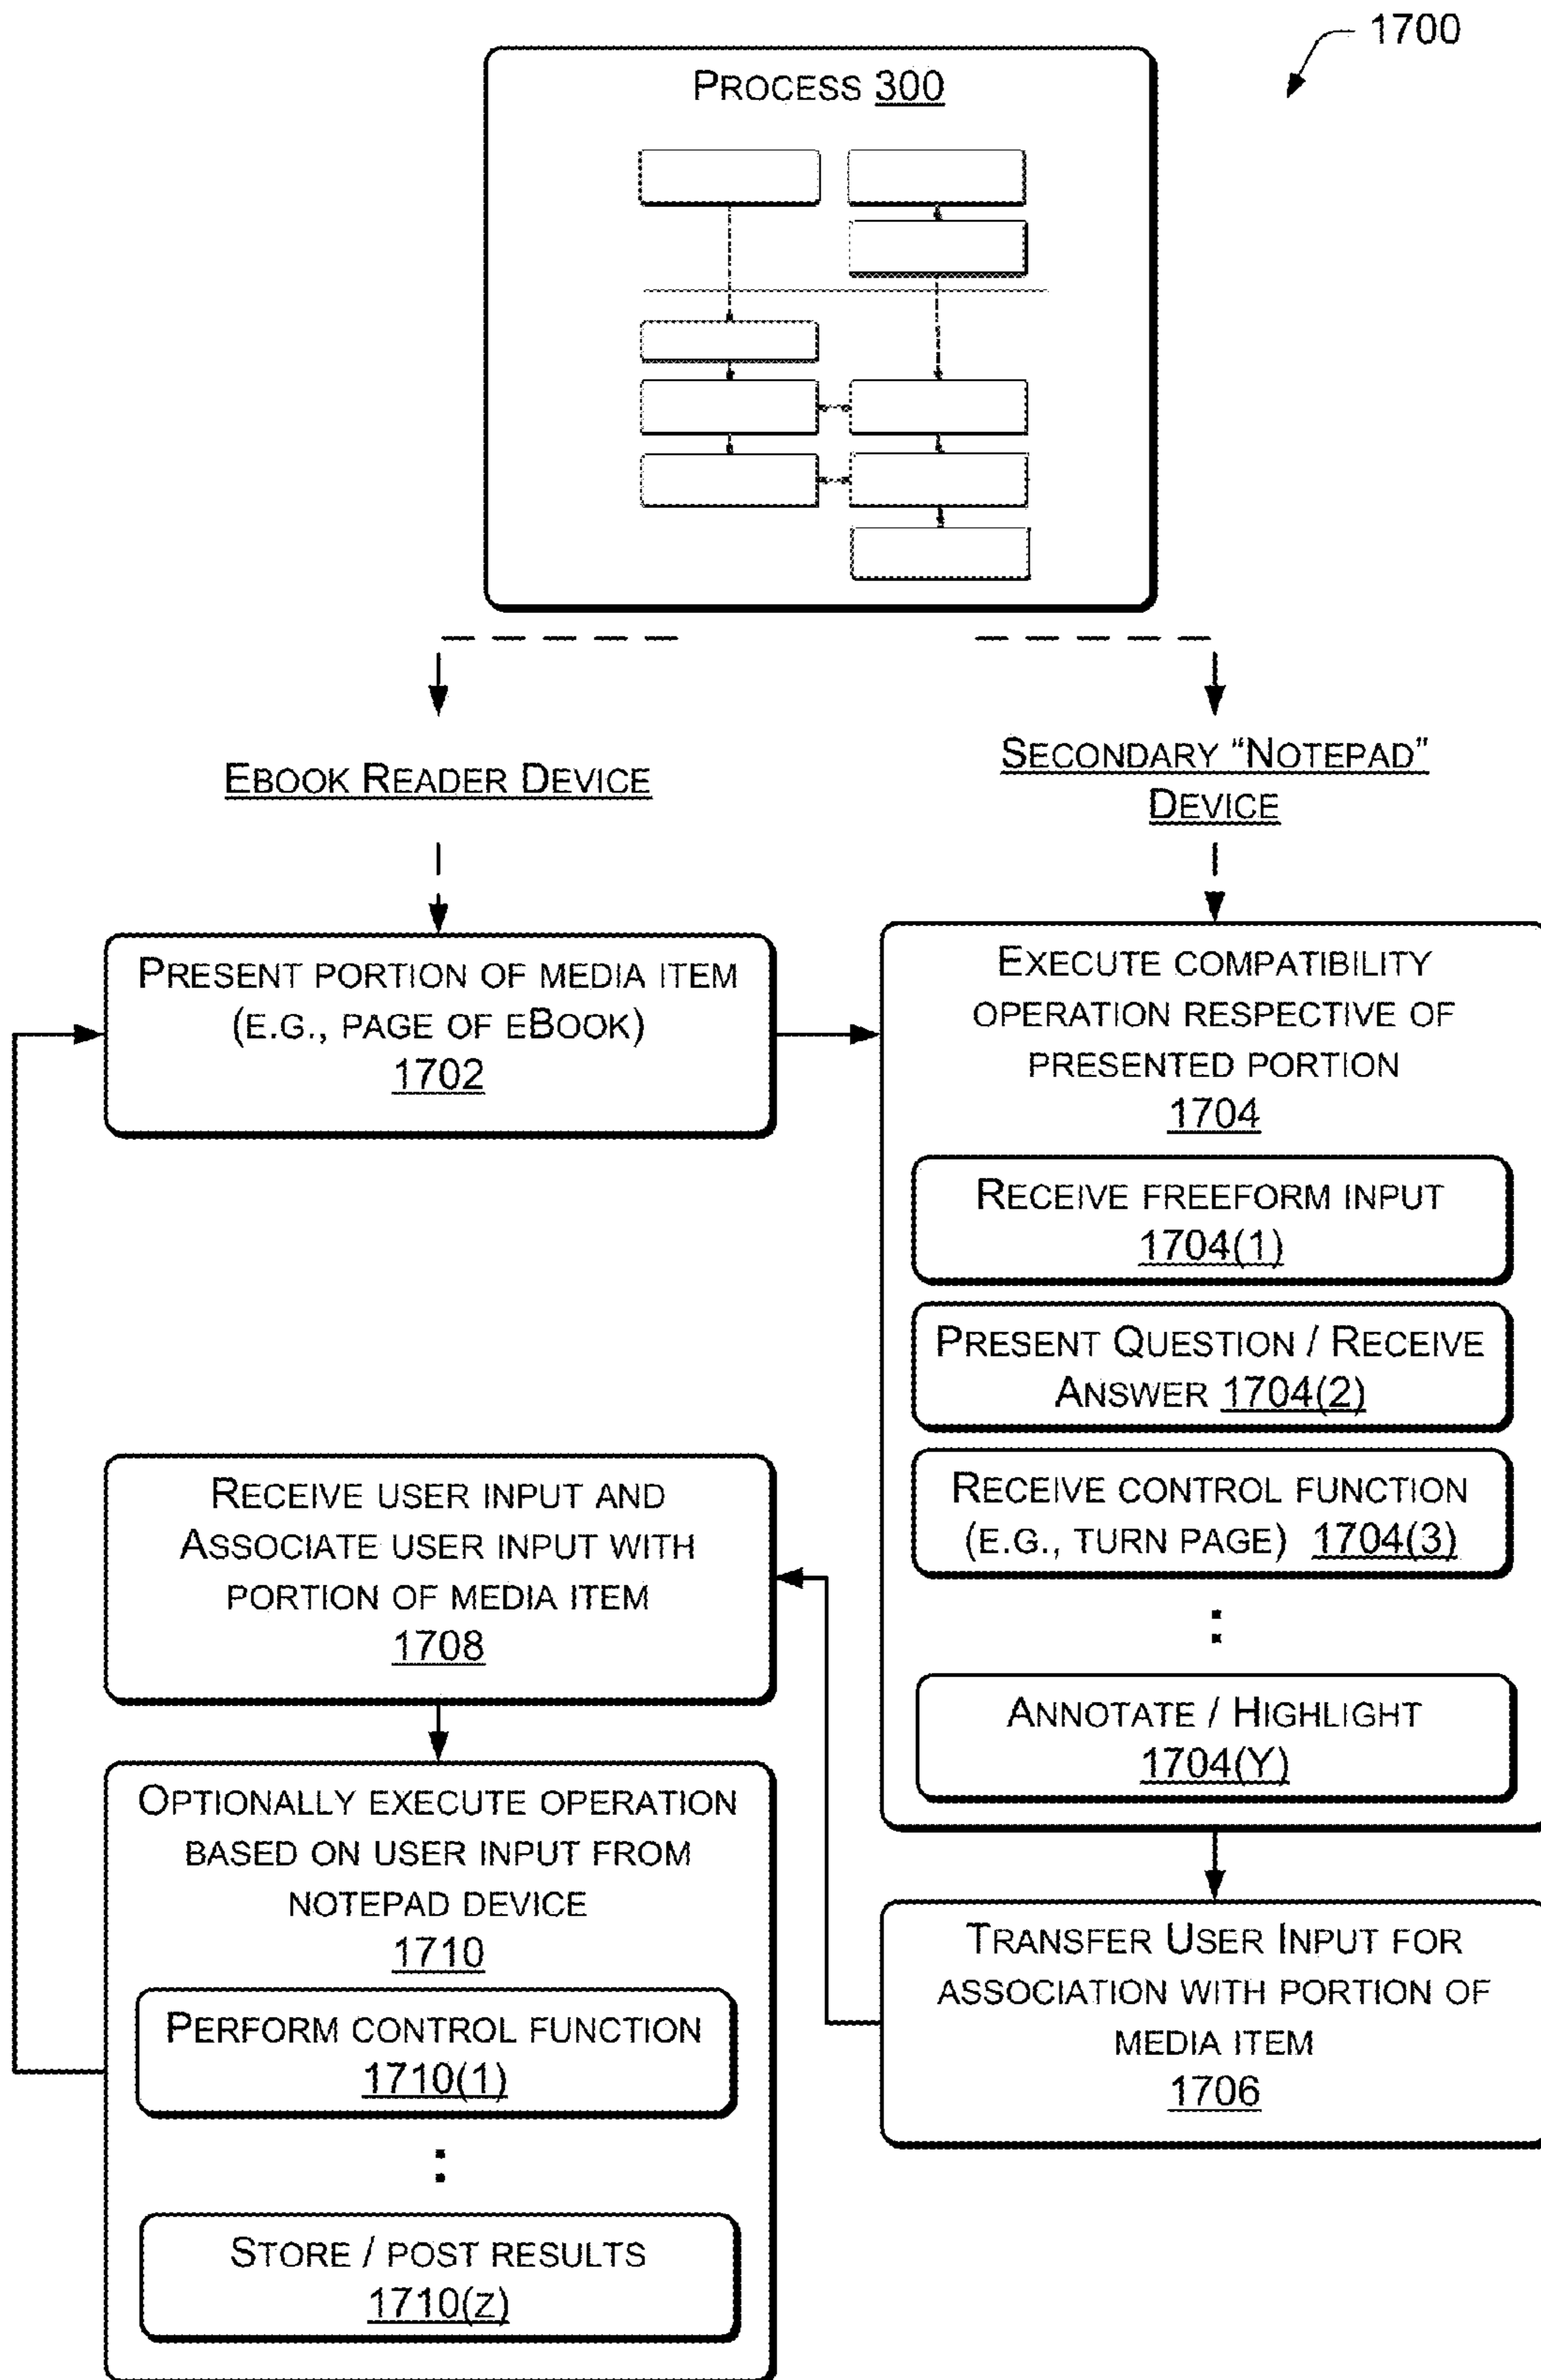 1700
PROCESS 300
EBOOK READER DEVICE
SECONDARY “NOTEPAD”
DEVICE
PRESENT PORTION OF MEDIA ITEM
(E.G., PAGE OF EBOOK)
1702
EXECUTE COMPATIBILITY
OPERATION RESPECTIVE OF
PRESENTED PORTION
1704
RECEIVE FREEFORM INPUT
1704(1)
PRESENT QUESTION / RECEIVE
ANSWER 1704(2)
RECEIVE CONTROL FUNCTION
(E.G., TURN PAGE) 1704(3)
⋮
ANNOTATE / HIGHLIGHT
1704(Y)
TRANSFER USER INPUT FOR
ASSOCIATION WITH PORTION OF
MEDIA ITEM
1706
RECEIVE USER INPUT AND
ASSOCIATE USER INPUT WITH
PORTION OF MEDIA ITEM
1708
OPTIONALLY EXECUTE OPERATION
BASED ON USER INPUT FROM
NOTEPAD DEVICE
1710
PERFORM CONTROL FUNCTION
1710(1)
⋮
STORE / POST RESULTS
1710(Z)